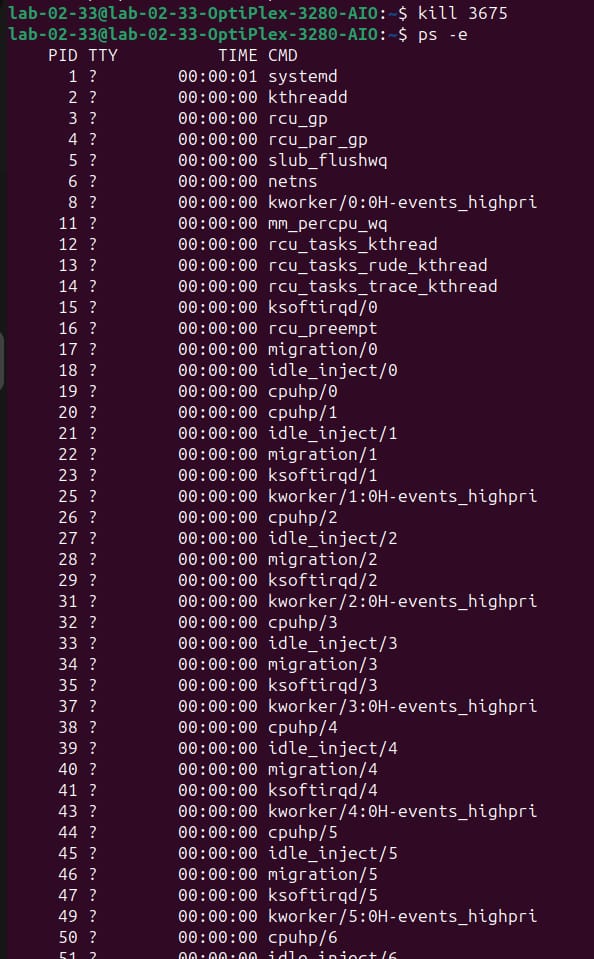 lab-02-33@lab-02-33-OptiPlex-3280-AIO:~$ kill 3675
lab-02-33@lab-02-33-OptiPlex-3280-AIO:~$ ps -e
PID TTY TIME CMD
1 ? 00:00:01 systemd
2 ? 00:00:00 kthreadd
3 ? 00:00:00 rcu_gp
4 ? 00:00:00 rcu_par_gp
5 ? 00:00:00 slub_flushwq
6 ? 00:00:00 netns
8 ? 00:00:00 kworker/0:0H-events_highpri
11 ? 00:00:00 mm_percpu_wq
12 ? 00:00:00 rcu_tasks_kthread
13 ? 00:00:00 rcu_tasks_rude_kthread
14 ? 00:00:00 rcu_tasks_trace_kthread
15 ? 00:00:00 ksoftirqd/0
16 ? 00:00:00 rcu_preempt
17 ? 00:00:00 migration/0
18 ? 00:00:00 idle_inject/0
19 ? 00:00:00 cpuhp/0
20 ? 00:00:00 cpuhp/1
21 ? 00:00:00 idle_inject/1
22 ? 00:00:00 migration/1
23 ? 00:00:00 ksoftirqd/1
25 ? 00:00:00 kworker/1:0H-events_highpri
26 ? 00:00:00 cpuhp/2
27 ? 00:00:00 idle_inject/2
28 ? 00:00:00 migration/2
29 ? 00:00:00 ksoftirqd/2
31 ? 00:00:00 kworker/2:0H-events_highpri
32 ? 00:00:00 cpuhp/3
33 ? 00:00:00 idle_inject/3
34 ? 00:00:00 migration/3
35 ? 00:00:00 ksoftirqd/3
37 ? 00:00:00 kworker/3:0H-events_highpri
38 ? 00:00:00 cpuhp/4
39 ? 00:00:00 idle_inject/4
40 ? 00:00:00 migration/4
41 ? 00:00:00 ksoftirqd/4
43 ? 00:00:00 kworker/4:0H-events_highpri
44 ? 00:00:00 cpuhp/5
45 ? 00:00:00 idle_inject/5
46 ? 00:00:00 migration/5
47 ? 00:00:00 ksoftirqd/5
49 ? 00:00:00 kworker/5:0H-events_highpri
50 ? 00:00:00 cpuhp/6
51 ? 00:00:00 idle_inject/6